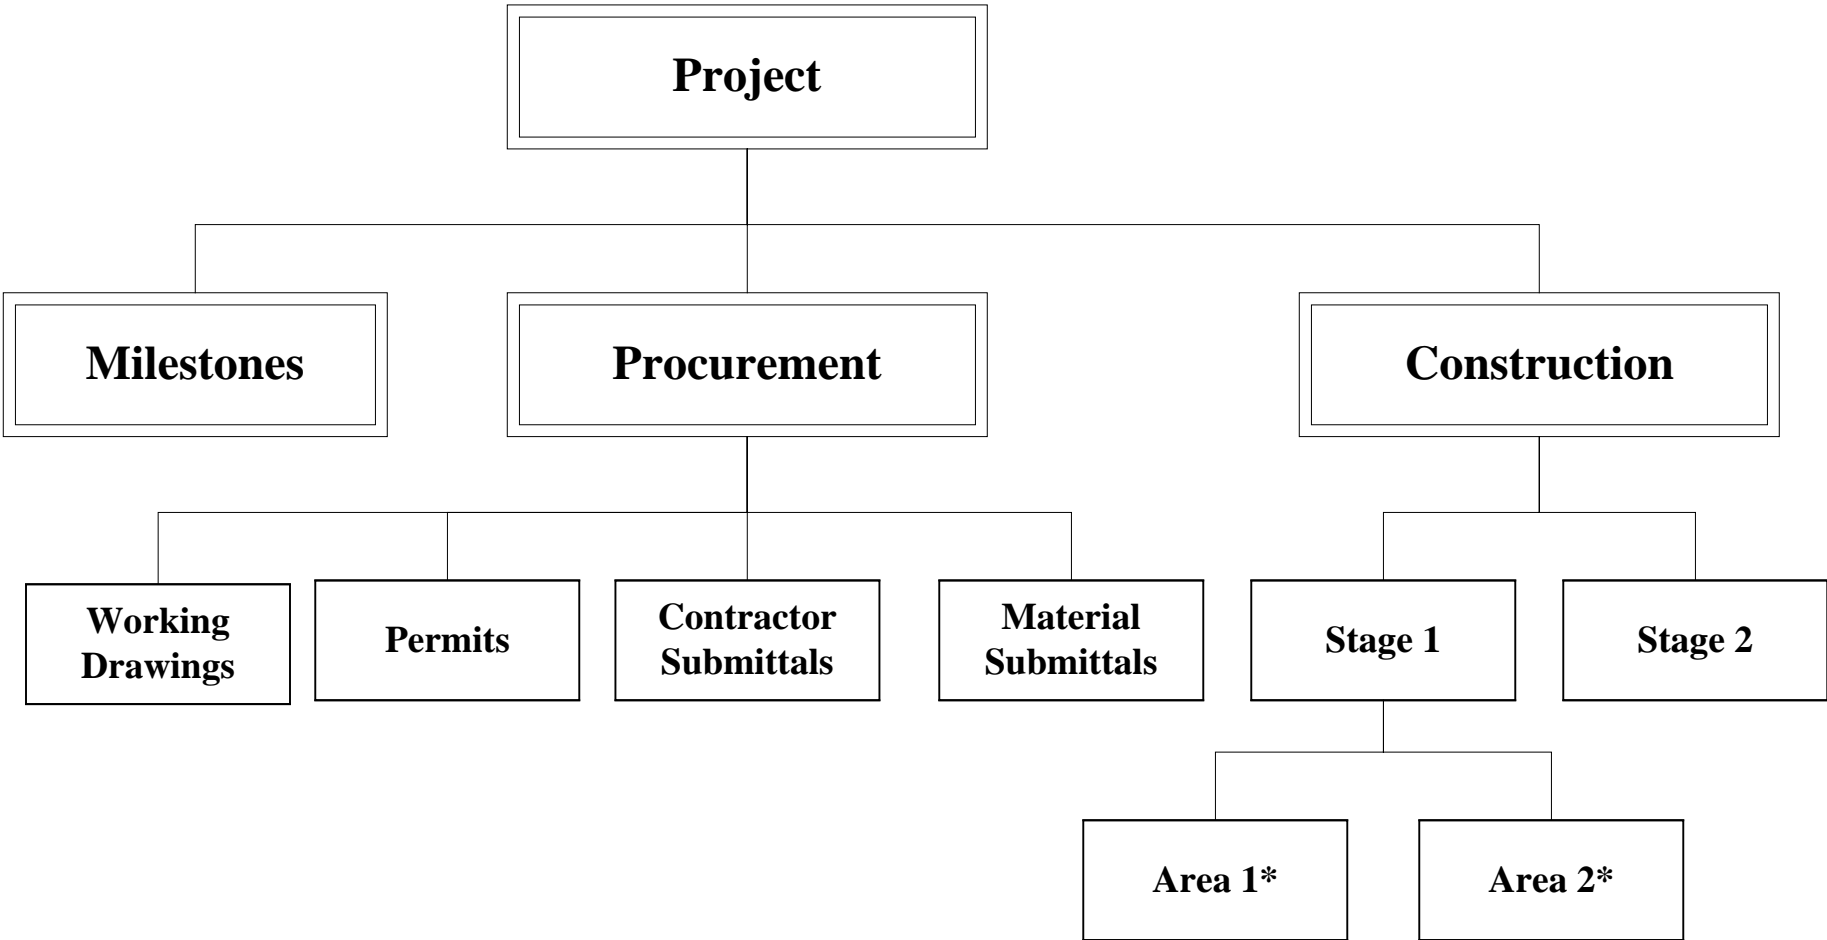 Project
Milestones
Procurement
Construction
Working
Drawings
Permits
Contractor
Submittals
Material
Submittals
Stage 1
Stage 2
Area 1*
Area 2*